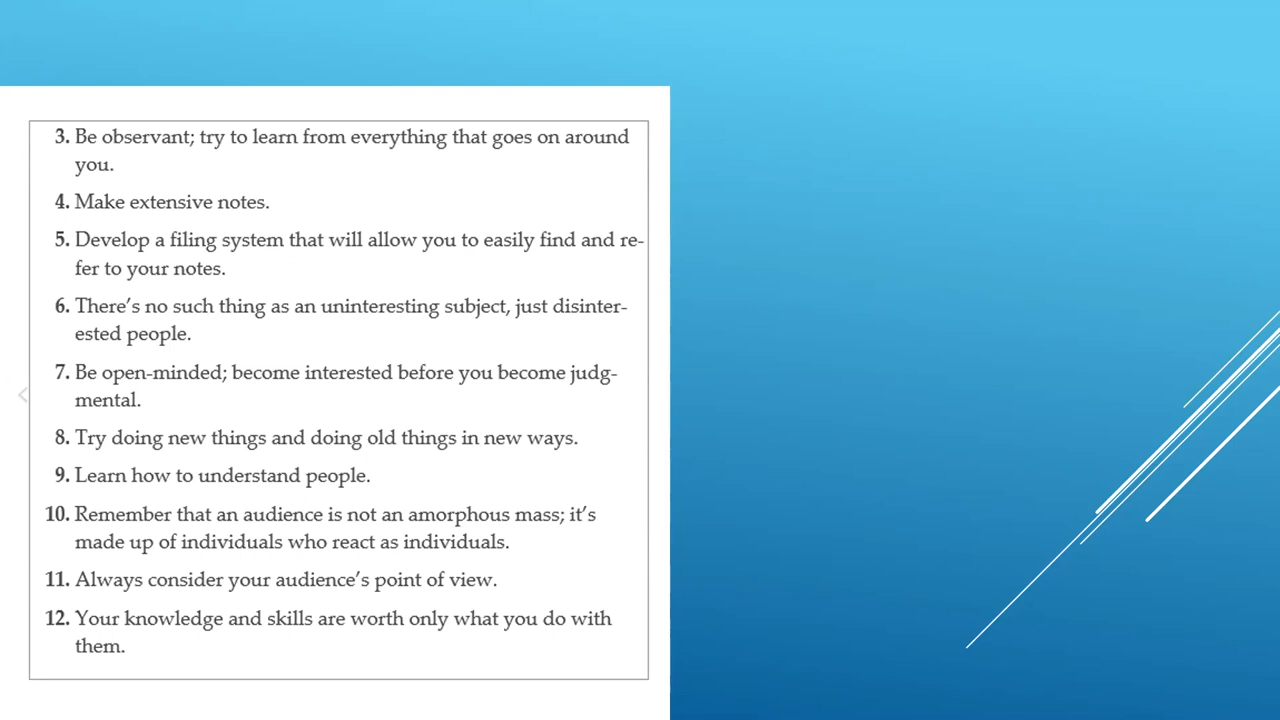 3. Be observant; try to learn from everything that goes on around
you.
4. Make extensive notes.
5. Develop a filing system that will allow you to easily find and re-
fer to your notes.
6. There’s no such thing as an uninteresting subject, just disinter-
ested people.
7. Be open-minded; become interested before you become judg-
mental.
8. Try doing new things and doing old things in new ways.
9. Learn how to understand people.
10. Remember that an audience is not an amorphous mass; it’s
made up of individuals who react as individuals.
11. Always consider your audience’s point of view.
12. Your knowledge and skills are worth only what you do with
them.